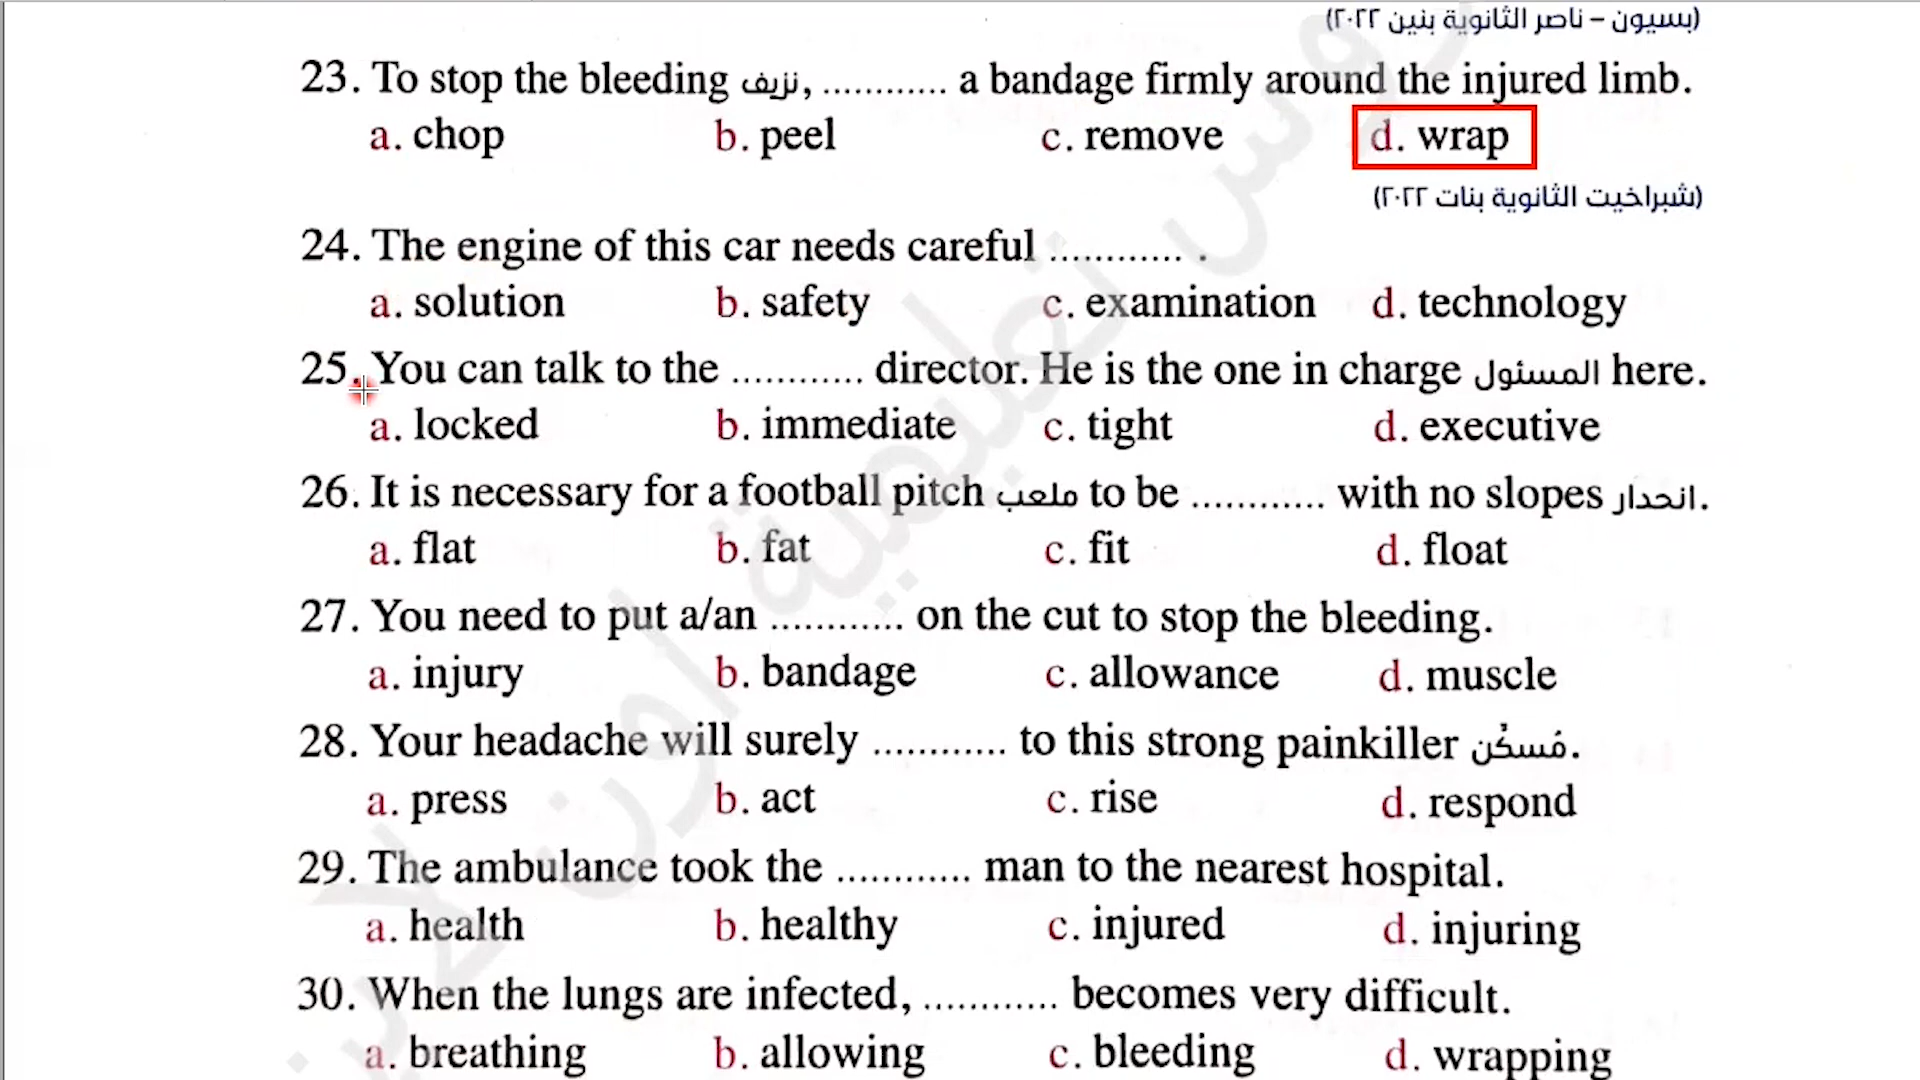 (بسيون – ناصر الثانوية بنين ٢٠٢٢)
23. To stop the bleeding نزيف, ............ a bandage firmly around the injured limb.
a. chop b. peel c. remove d. wrap
(شبراخيت الثانوية بنات ٢٠٢٢)
24. The engine of this car needs careful ............ .
a. solution b. safety c. examination d. technology
25. You can talk to the ............ director. He is the one in charge المسئول here.
a. locked b. immediate c. tight d. executive
26. It is necessary for a football pitch ملعب to be ............ with no slopes انحدار.
a. flat b. fat c. fit d. float
27. You need to put a/an ............ on the cut to stop the bleeding.
a. injury b. bandage c. allowance d. muscle
28. Your headache will surely ............ to this strong painkiller مُسكّن.
a. press b. act c. rise d. respond
29. The ambulance took the ............ man to the nearest hospital.
a. health b. healthy c. injured d. injuring
30. When the lungs are infected, ............ becomes very difficult.
a. breathing b. allowing c. bleeding d. wrapping
دروس تعليمية اون لاين